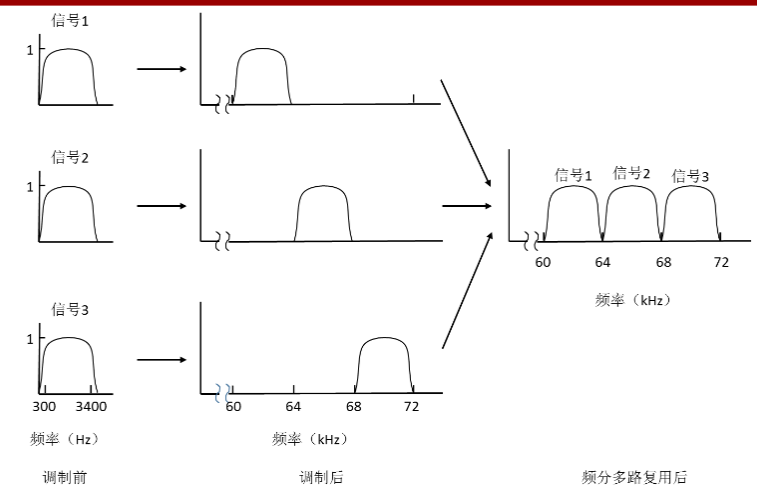 信号1
1
信号2
1
信号3
1
300 3400
频率（Hz）
调制前
60 64 68 72
频率（kHz）
调制后
信号1 信号2 信号3
60 64 68 72
频率（kHz）
频分多路复用后